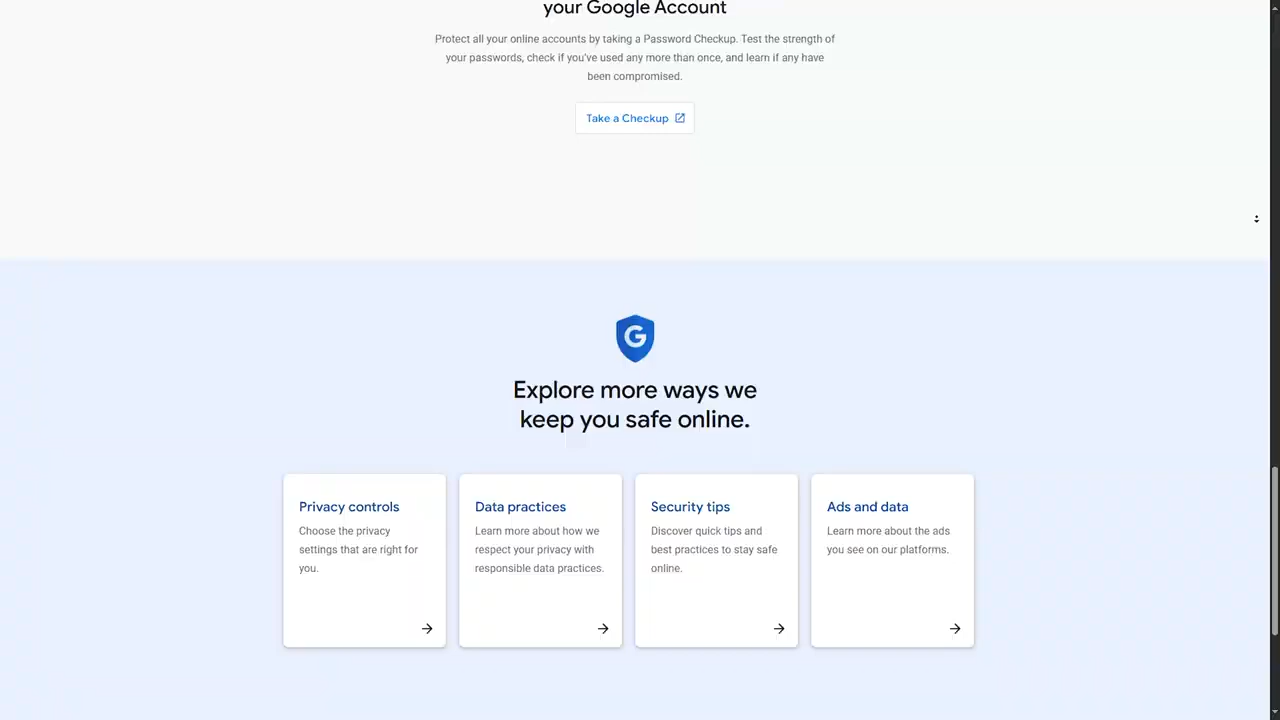 your Google Account
Protect all your online accounts by taking a Password Checkup. Test the strength of
your passwords, check if you've used any more than once, and learn if any have
been compromised.
Take a Checkup
G
Explore more ways we
keep you safe online.
Privacy controls
Choose the privacy
settings that are right for
you.
Data practices
Learn more about how we
respect your privacy with
responsible data practices.
Security tips
Discover quick tips and
best practices to stay safe
online.
Ads and data
Learn more about the ads
you see on our platforms.